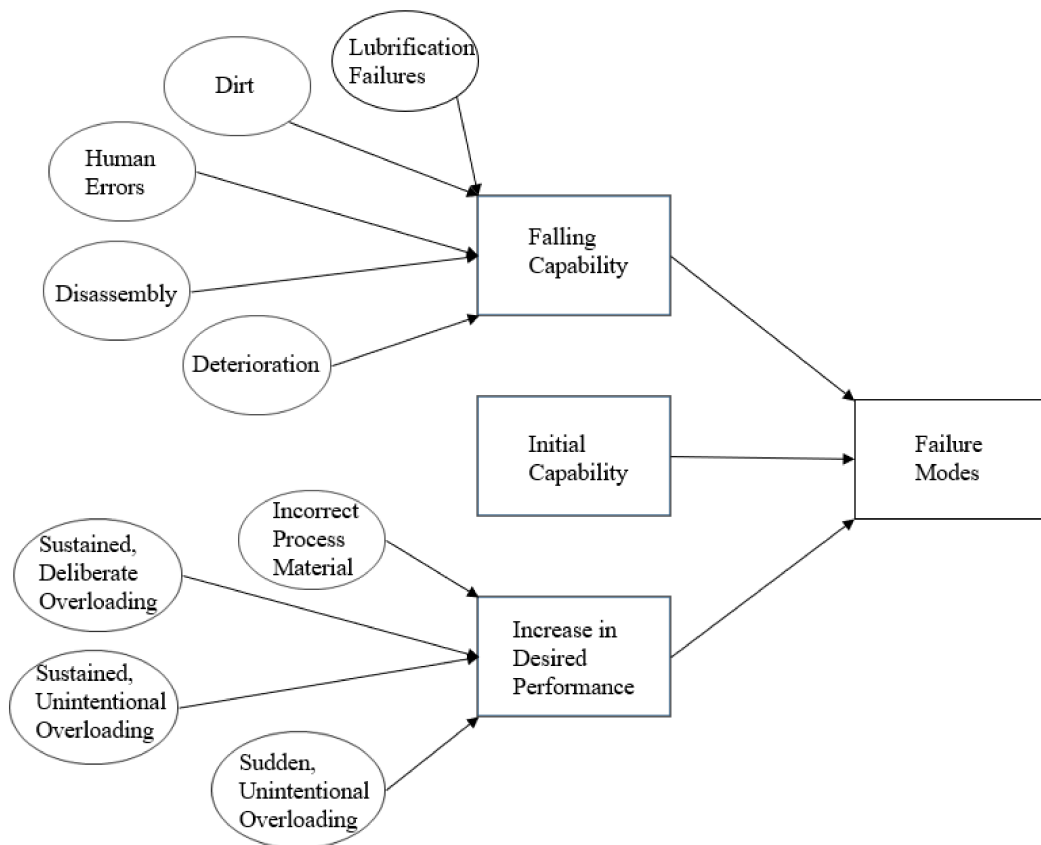 Lubrification
Failures
Dirt
Human
Errors
Falling
Capability
Disassembly
Deterioration
Initial
Capability
Failure
Modes
Incorrect
Process
Material
Sustained,
Deliberate
Overloading
Increase in
Desired
Performance
Sustained,
Unintentional
Overloading
Sudden,
Unintentional
Overloading